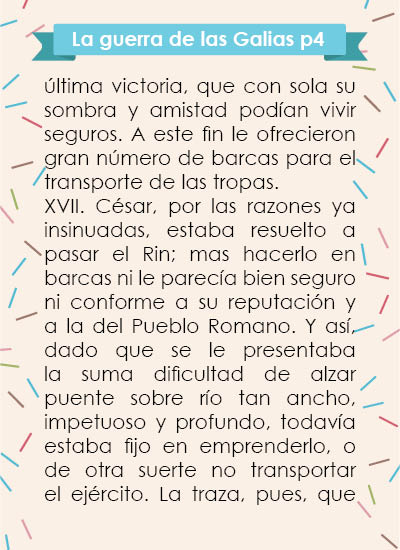 La guerra de las Galias p4
última victoria, que con sola su
sombra y amistad podían vivir
seguros. A este fin le ofrecieron
gran número de barcas para el
transporte de las tropas.
XVII. César, por las razones ya
insinuadas, estaba resuelto a
pasar el Rin; mas hacerlo en
barcas ni le parecía bien seguro
ni conforme a su reputación y
a la del Pueblo Romano. Y así,
dado que se le presentaba
la suma dificultad de alzar
puente sobre río tan ancho,
impetuoso y profundo, todavía
estaba fijo en emprenderlo, o
de otra suerte no transportar
el ejército. La traza, pues, que